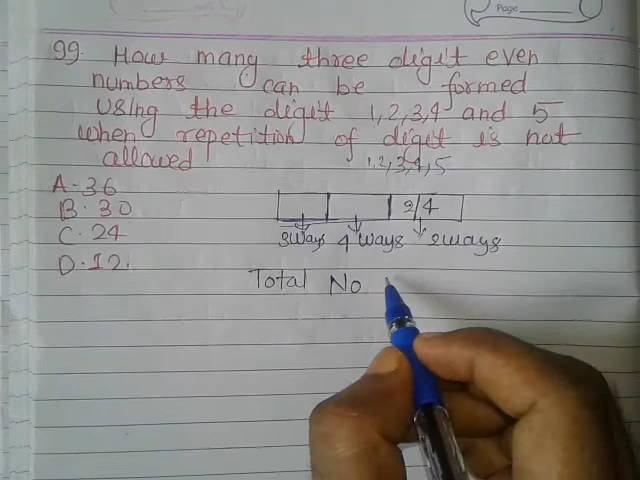 Page
99. How many three digit even
numbers can be formed
using the digit 1,2,3,4 and 5
when repetition of digit is not
allowed
1,2,3,4,5
A-36
B. 30
C. 24
D. 12.
2/4
3ways 4 ways 2ways
Total No